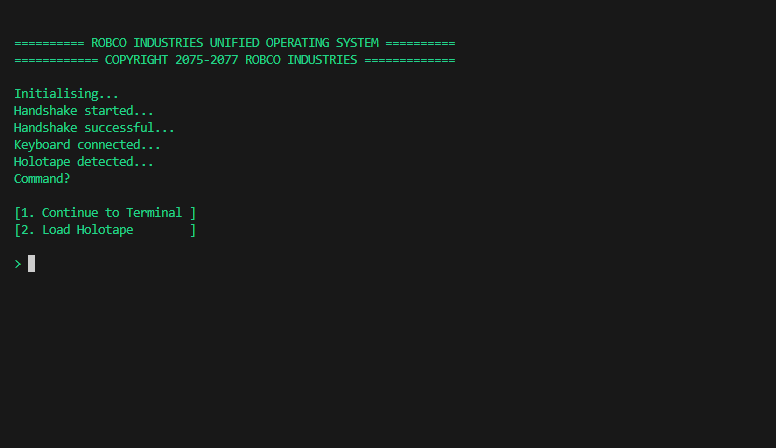 ========== ROBCO INDUSTRIES UNIFIED OPERATING SYSTEM ==========
============ COPYRIGHT 2075-2077 ROBCO INDUSTRIES =============
Initialising...
Handshake started...
Handshake successful...
Keyboard connected...
Holotape detected...
Command?
[1. Continue to Terminal ]
[2. Load Holotape        ]
>